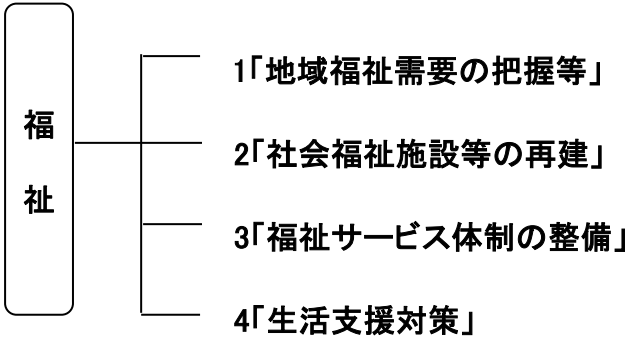 福祉
1「地域福祉需要の把握等」
2「社会福祉施設等の再建」
3「福祉サービス体制の整備」
4「生活支援対策」